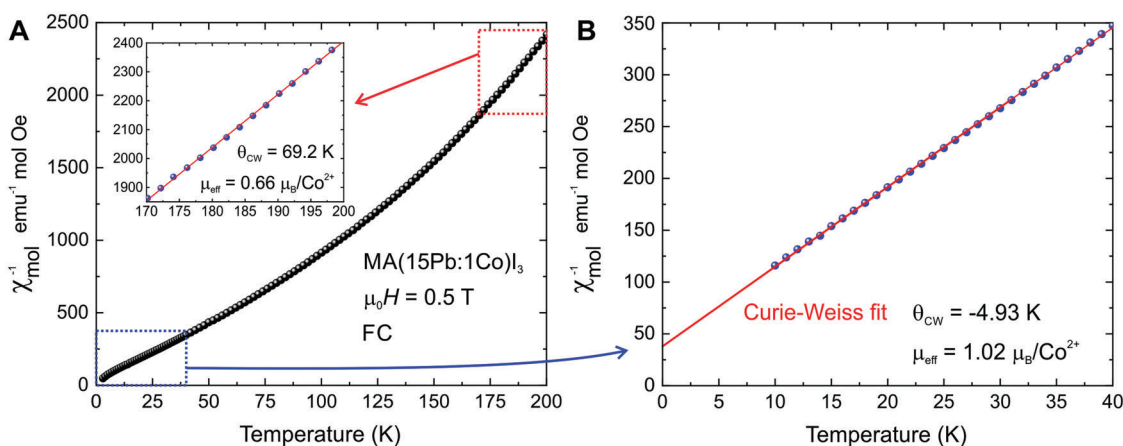 A
χ⁻¹mol emu⁻¹ mol Oe
2500
2000
1500
1000
500
0
0 25 50 75 100 125 150 175 200
Temperature (K)
2400
2300
2200
2100
2000
1900
170 175 180 185 190 195 200
θCW = 69.2 K
μeff = 0.66 μB/Co²⁺
MA(15Pb:1Co)I₃
μ₀H = 0.5 T
FC
B
χ⁻¹mol emu⁻¹ mol Oe
350
300
250
200
150
100
50
0
0 5 10 15 20 25 30 35 40
Temperature (K)
Curie-Weiss fit
θCW = -4.93 K
μeff = 1.02 μB/Co²⁺